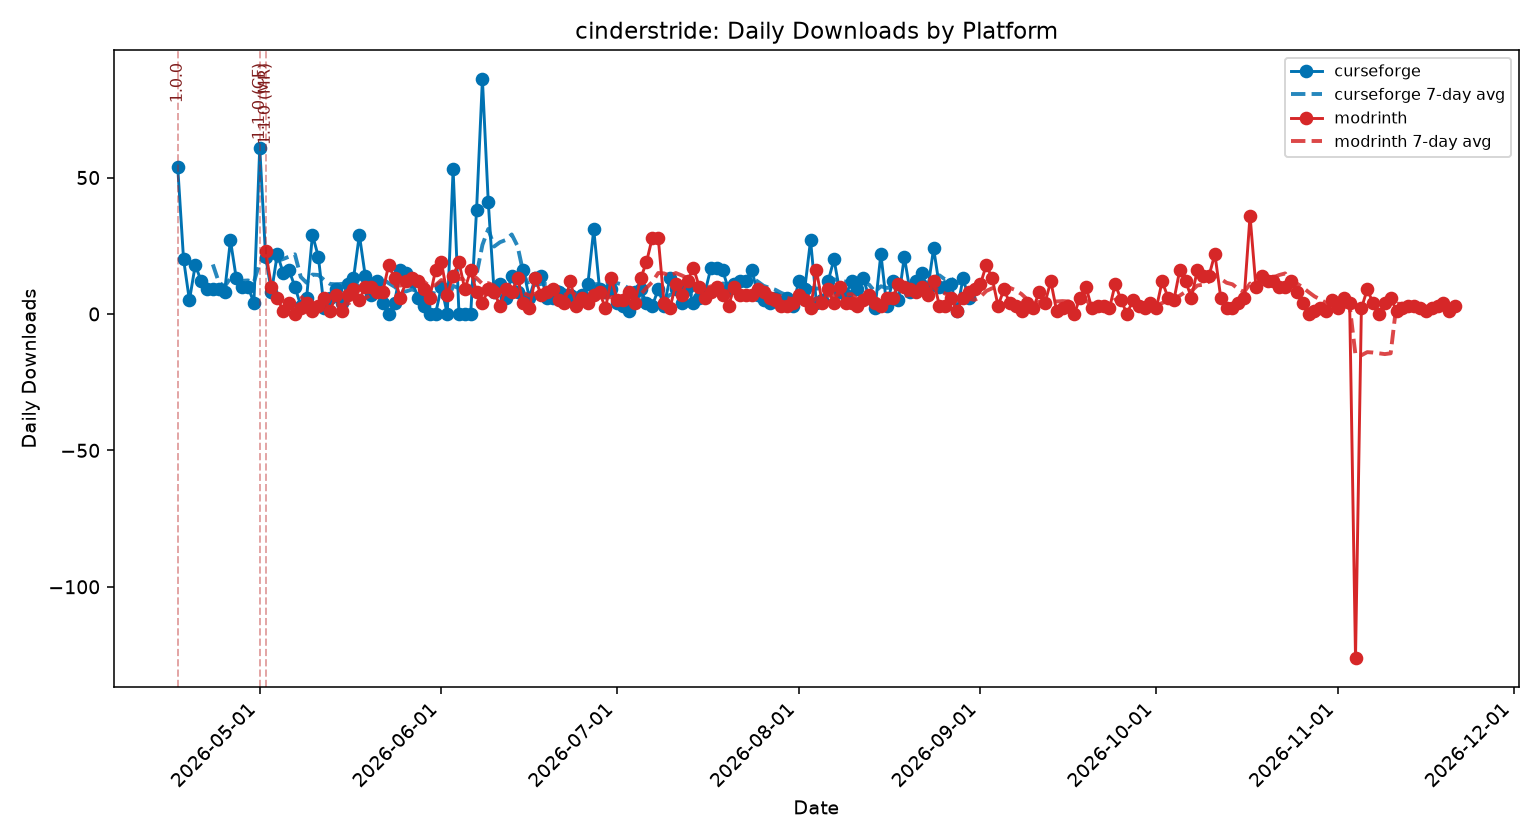 cinderstride: Daily Downloads by Platform
1.0.0
1.1.0 (CF)
1.1.0 (MR)
curseforge
curseforge 7-day avg
modrinth
modrinth 7-day avg
Daily Downloads
50
0
−50
−100
2026-05-01
2026-06-01
2026-07-01
2026-08-01
2026-09-01
2026-10-01
2026-11-01
2026-12-01
Date